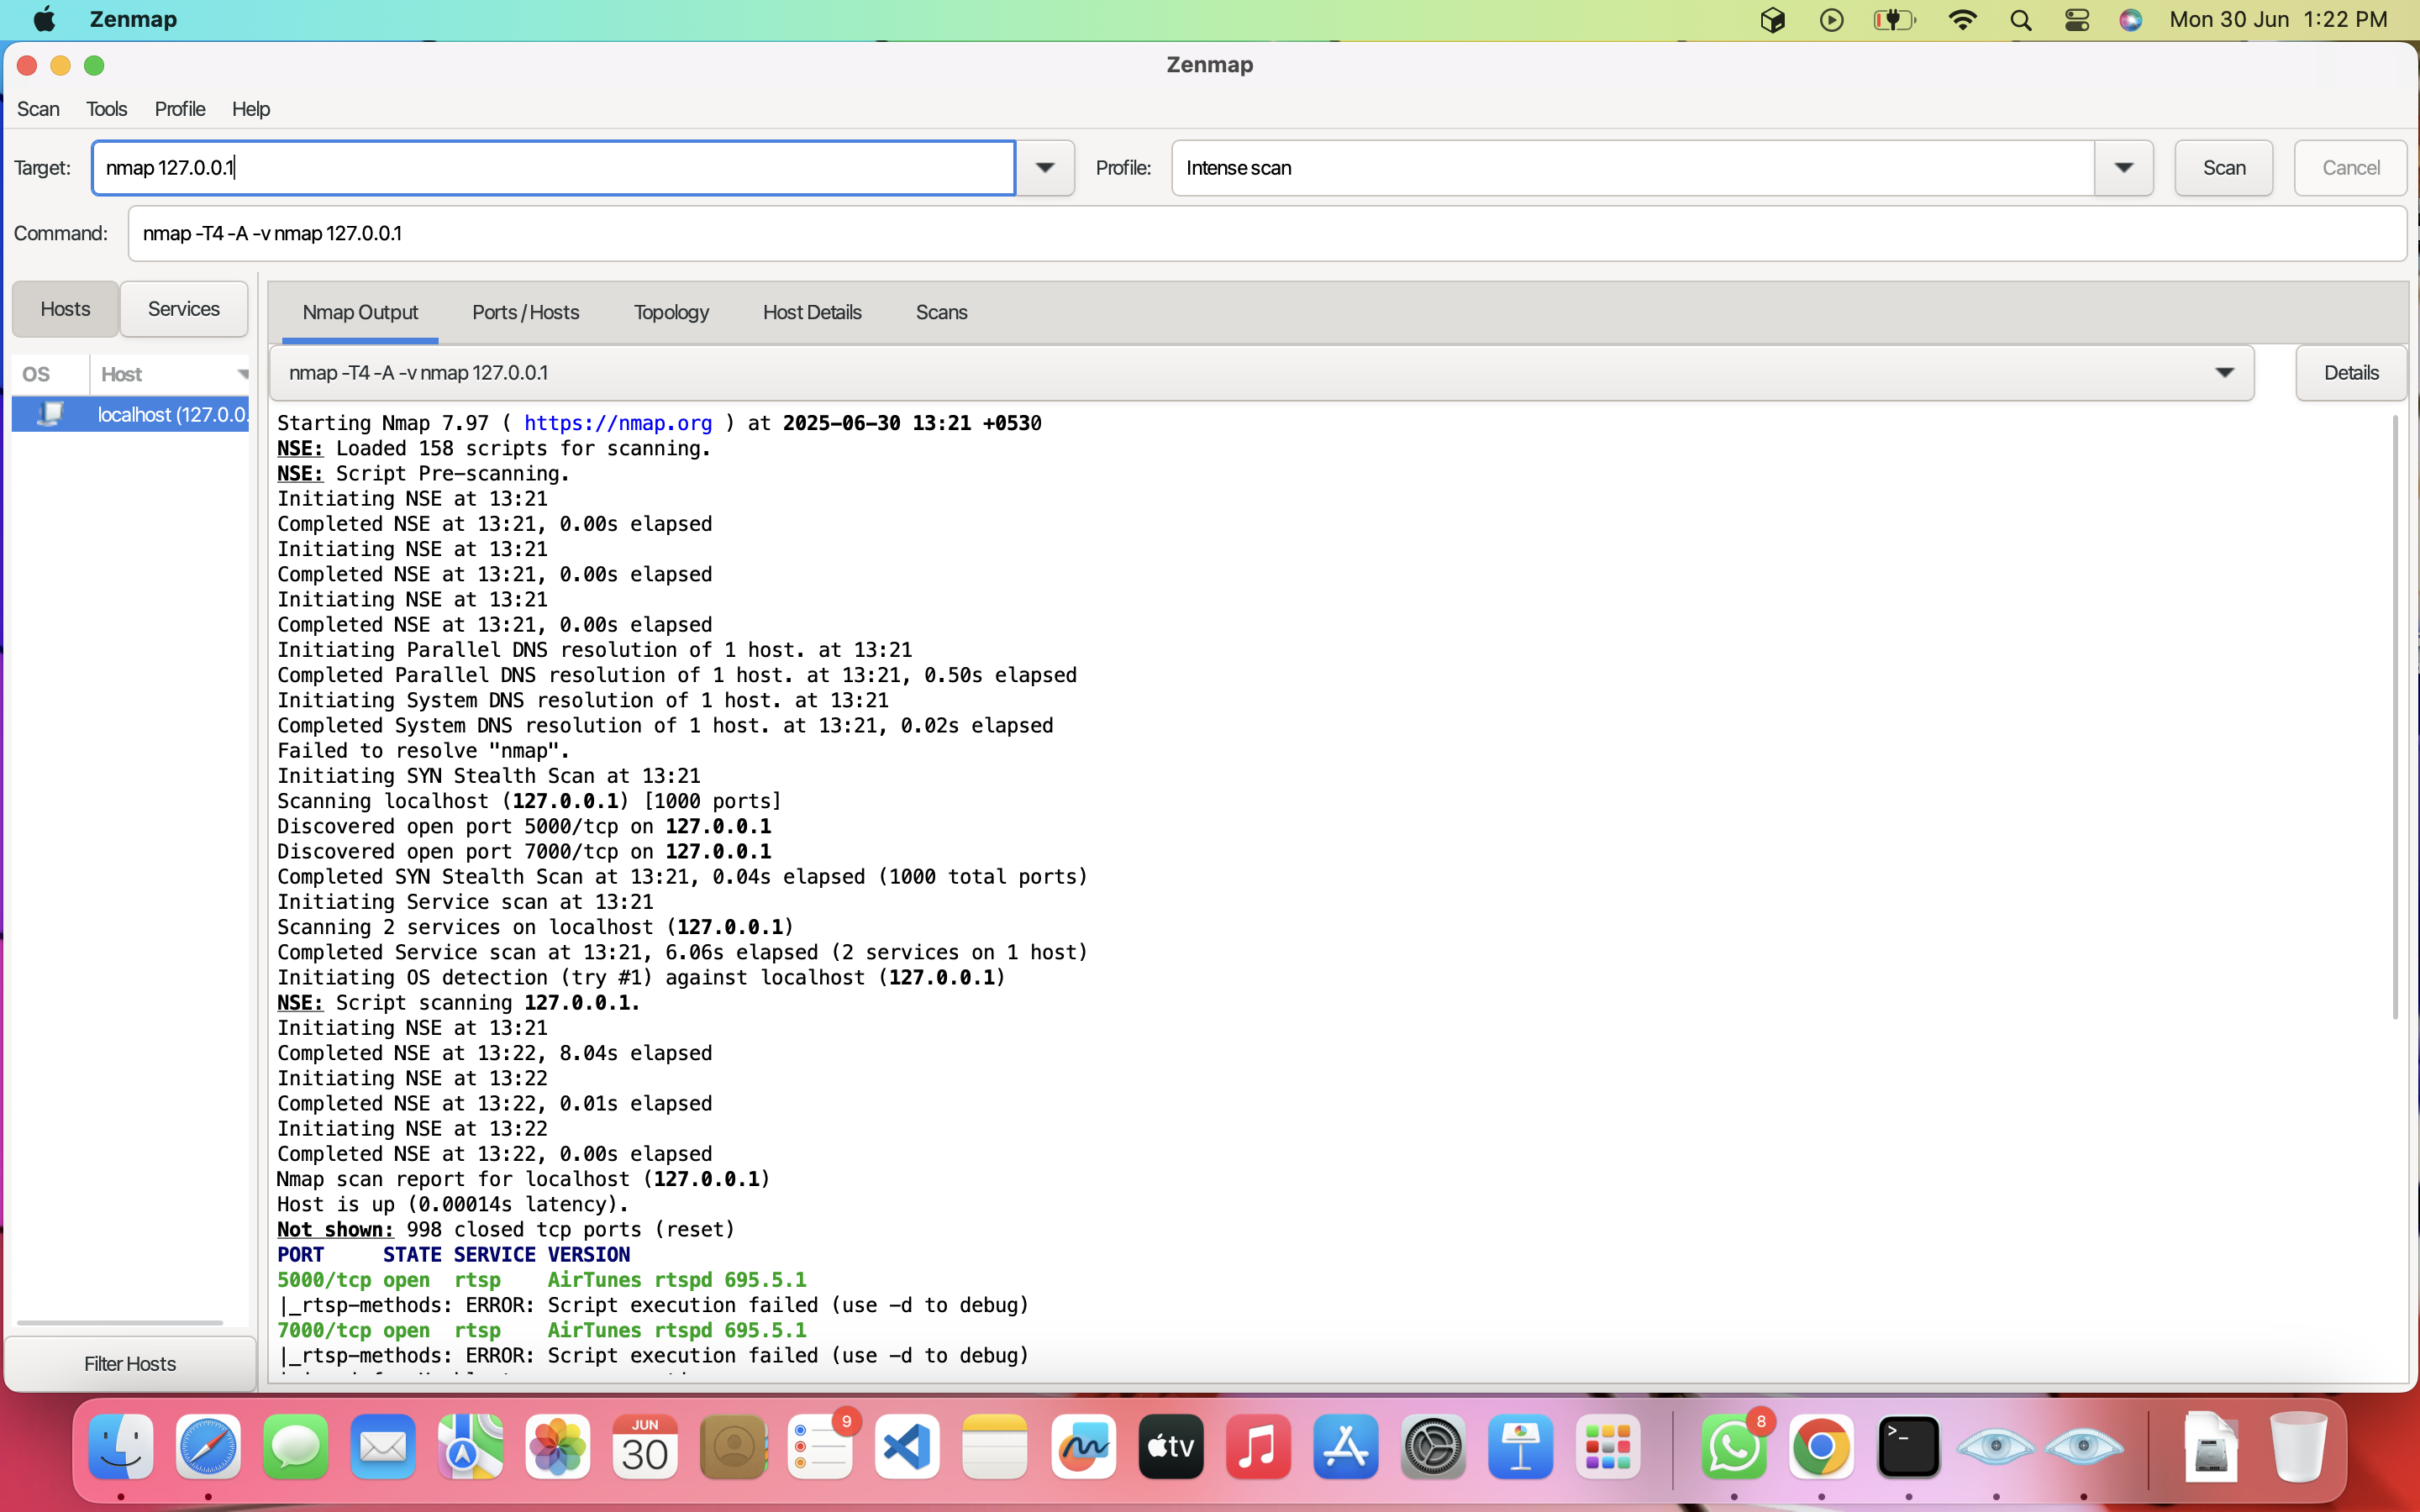 Zenmap
Mon 30 Jun 1:22 PM
Zenmap
Scan Tools Profile Help
Target: nmap 127.0.0.1 Profile: Intense scan Scan Cancel
Command: nmap -T4 -A -v nmap 127.0.0.1
Hosts Services
OS Host
localhost (127.0.0.
Nmap Output Ports / Hosts Topology Host Details Scans
nmap -T4 -A -v nmap 127.0.0.1 Details
Starting Nmap 7.97 ( https://nmap.org ) at 2025-06-30 13:21 +0530
NSE: Loaded 158 scripts for scanning.
NSE: Script Pre-scanning.
Initiating NSE at 13:21
Completed NSE at 13:21, 0.00s elapsed
Initiating NSE at 13:21
Completed NSE at 13:21, 0.00s elapsed
Initiating NSE at 13:21
Completed NSE at 13:21, 0.00s elapsed
Initiating Parallel DNS resolution of 1 host. at 13:21
Completed Parallel DNS resolution of 1 host. at 13:21, 0.50s elapsed
Initiating System DNS resolution of 1 host. at 13:21
Completed System DNS resolution of 1 host. at 13:21, 0.02s elapsed
Failed to resolve "nmap".
Initiating SYN Stealth Scan at 13:21
Scanning localhost (127.0.0.1) [1000 ports]
Discovered open port 5000/tcp on 127.0.0.1
Discovered open port 7000/tcp on 127.0.0.1
Completed SYN Stealth Scan at 13:21, 0.04s elapsed (1000 total ports)
Initiating Service scan at 13:21
Scanning 2 services on localhost (127.0.0.1)
Completed Service scan at 13:21, 6.06s elapsed (2 services on 1 host)
Initiating OS detection (try #1) against localhost (127.0.0.1)
NSE: Script scanning 127.0.0.1.
Initiating NSE at 13:21
Completed NSE at 13:22, 8.04s elapsed
Initiating NSE at 13:22
Completed NSE at 13:22, 0.01s elapsed
Initiating NSE at 13:22
Completed NSE at 13:22, 0.00s elapsed
Nmap scan report for localhost (127.0.0.1)
Host is up (0.00014s latency).
Not shown: 998 closed tcp ports (reset)
PORT STATE SERVICE VERSION
5000/tcp open rtsp AirTunes rtspd 695.5.1
|_rtsp-methods: ERROR: Script execution failed (use -d to debug)
7000/tcp open rtsp AirTunes rtspd 695.5.1
|_rtsp-methods: ERROR: Script execution failed (use -d to debug)
Filter Hosts
JUN
30
9
tv
8
>_